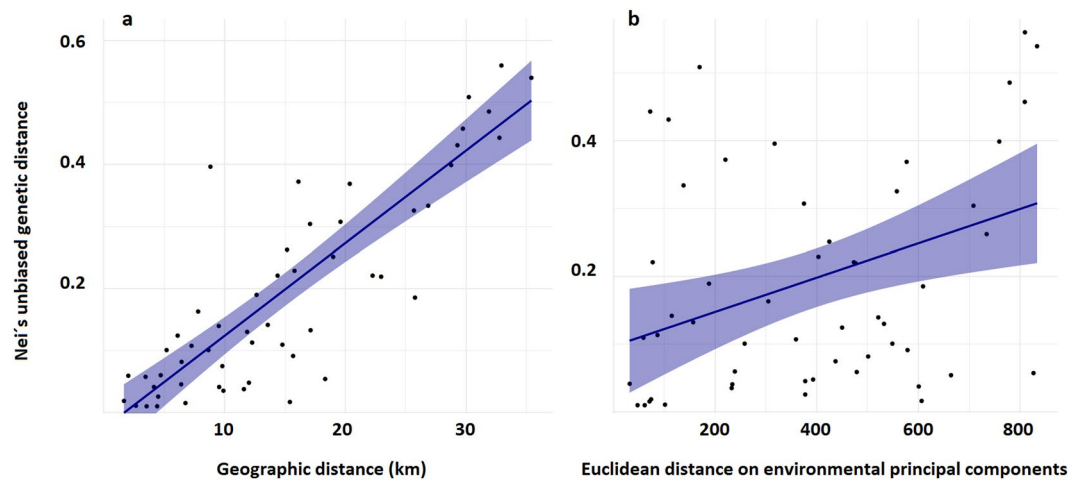 a
b
Nei´s unbiased genetic distance
0.6
0.4
0.2
10
20
30
Geographic distance (km)
0.4
0.2
200
400
600
800
Euclidean distance on environmental principal components